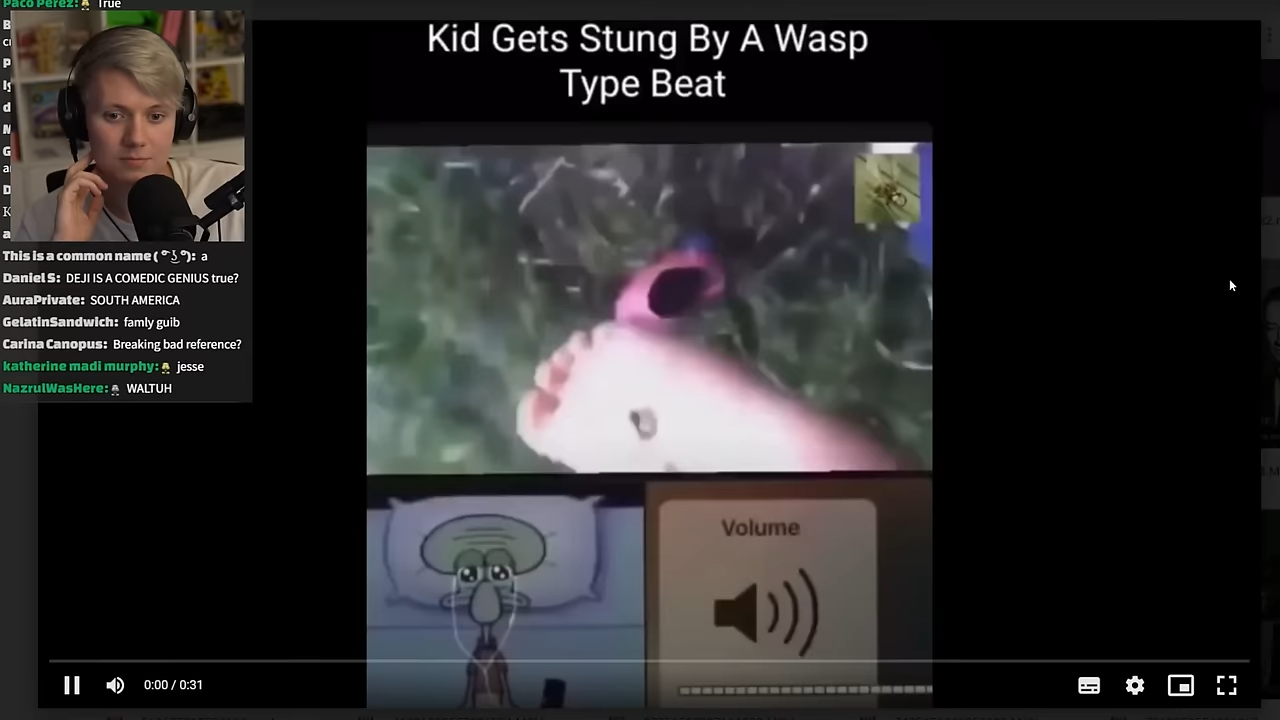 Paco Perez: True
This is a common name ( ͡° ͜ʖ ͡°): a
Daniel S: DEJI IS A COMEDIC GENIUS true?
AuraPrivate: SOUTH AMERICA
GelatinSandwich: famly guib
Carina Canopus: Breaking bad reference?
katherine madi murphy: jesse
NazrulWasHere: WALTUH
Kid Gets Stung By A Wasp
Type Beat
Volume
0:00 / 0:31